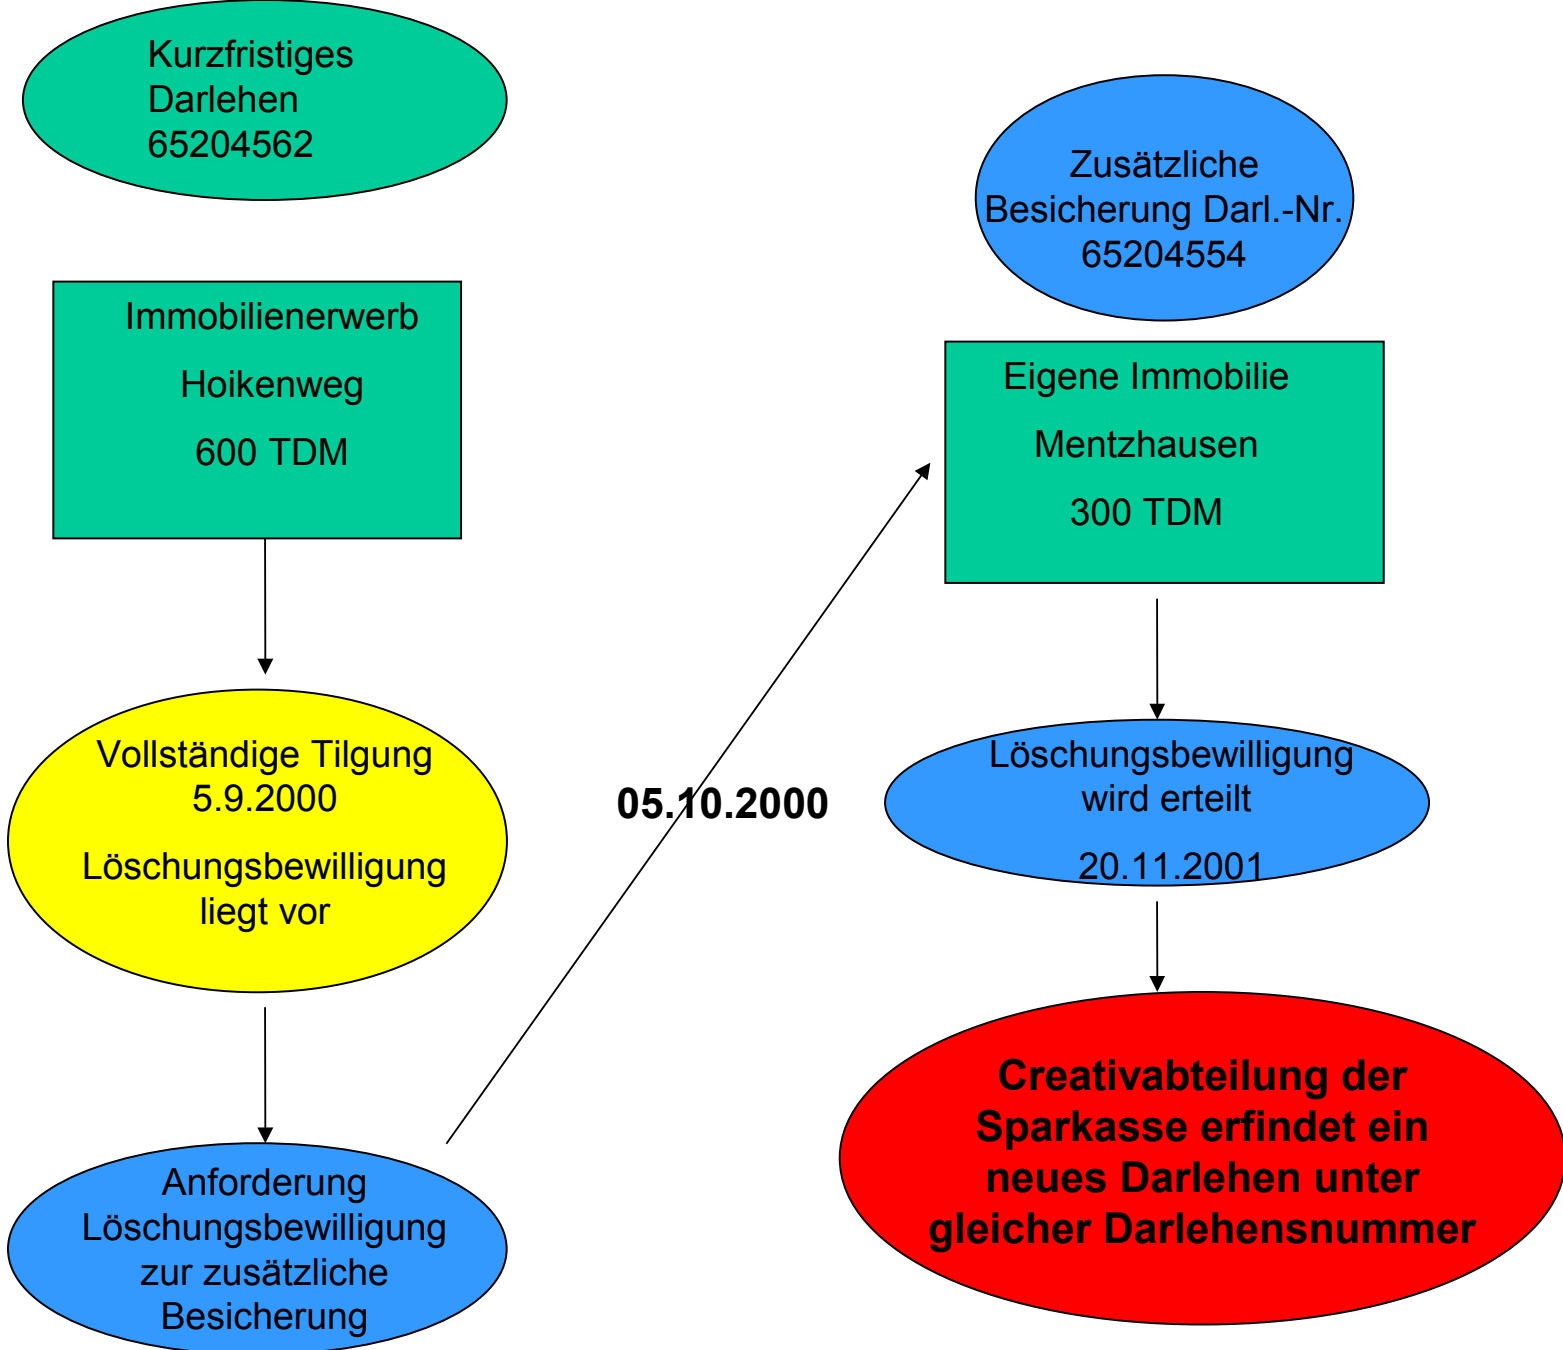 Kurzfristiges
Darlehen
65204562
Immobilienerwerb
Hoikenweg
600 TDM
Vollständige Tilgung
5.9.2000
Löschungsbewilligung
liegt vor
Anforderung
Löschungsbewilligung
zur zusätzliche
Besicherung
05.10.2000
Zusätzliche
Besicherung Darl.-Nr.
65204554
Eigene Immobilie
Mentzhausen
300 TDM
Löschungsbewilligung
wird erteilt
20.11.2001
Creativabteilung der
Sparkasse erfindet ein
neues Darlehen unter
gleicher Darlehensnummer